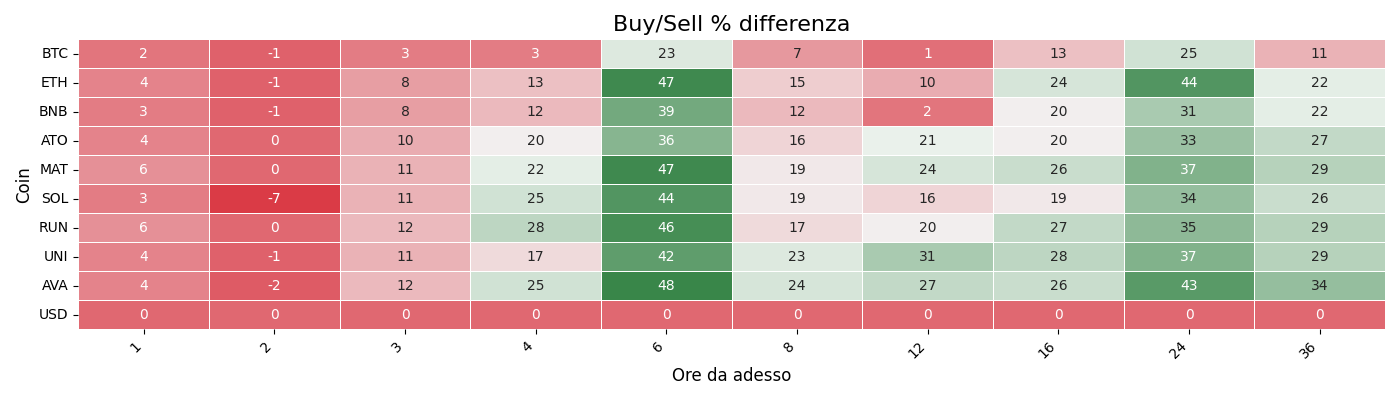 Buy/Sell % differenza
Coin
BTC 2 -1 3 3 23 7 1 13 25 11
ETH 4 -1 8 13 47 15 10 24 44 22
BNB 3 -1 8 12 39 12 2 20 31 22
ATO 4 0 10 20 36 16 21 20 33 27
MAT 6 0 11 22 47 19 24 26 37 29
SOL 3 -7 11 25 44 19 16 19 34 26
RUN 6 0 12 28 46 17 20 27 35 29
UNI 4 -1 11 17 42 23 31 28 37 29
AVA 4 -2 12 25 48 24 27 26 43 34
USD 0 0 0 0 0 0 0 0 0 0
1 2 3 4 6 8 12 16 24 36
Ore da adesso